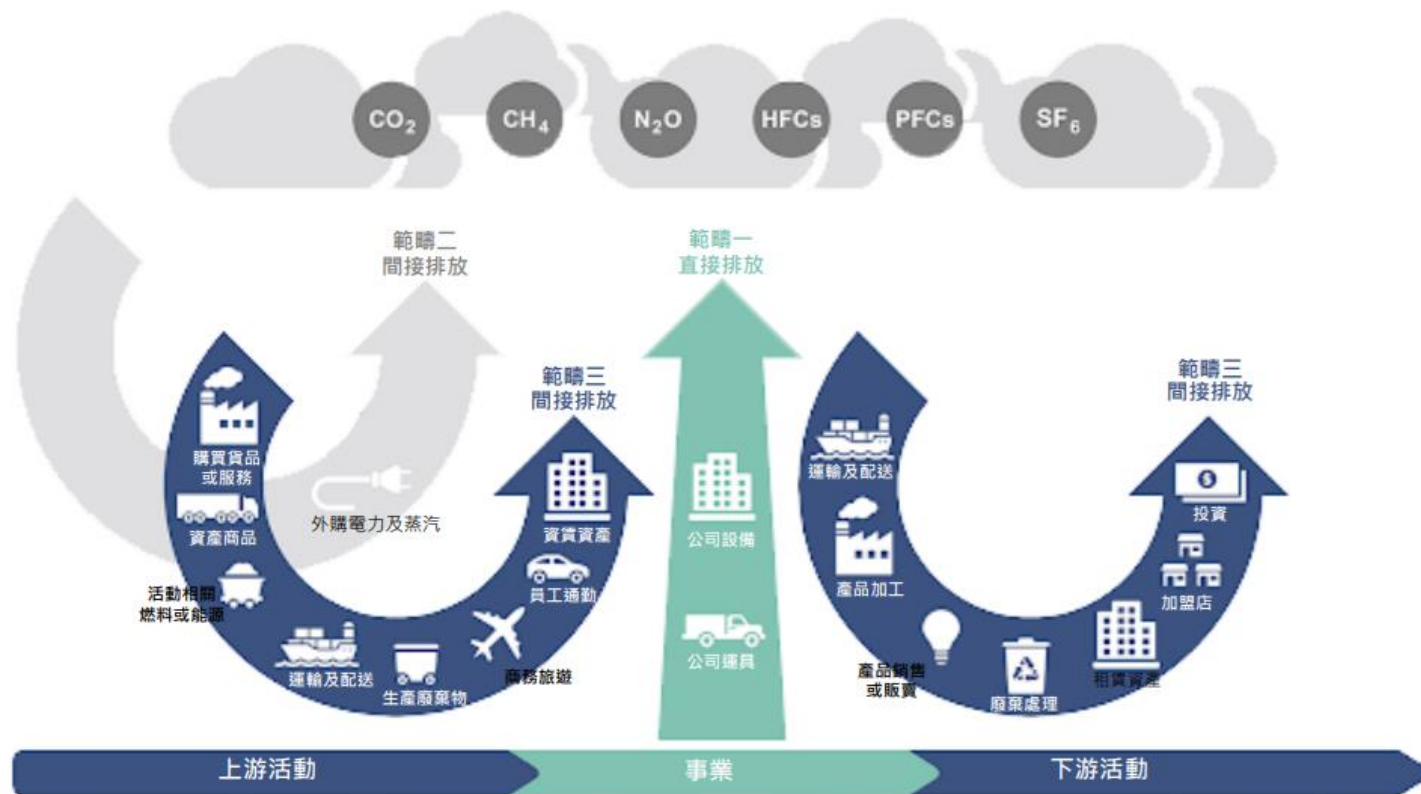 CO₂
CH₄
N₂O
HFCs
PFCs
SF₆
範疇二
間接排放
範疇一
直接排放
範疇三
間接排放
範疇三
間接排放
購買貨品
或服務
資產商品
活動相關
燃料或能源
運輸及配送
生產廢棄物
商務旅遊
員工通勤
資賃資產
外購電力及蒸汽
公司設備
公司運員
運輸及配送
產品加工
產品銷售
或販賣
廢棄處理
租賃資產
加盟店
投資
上游活動
事業
下游活動